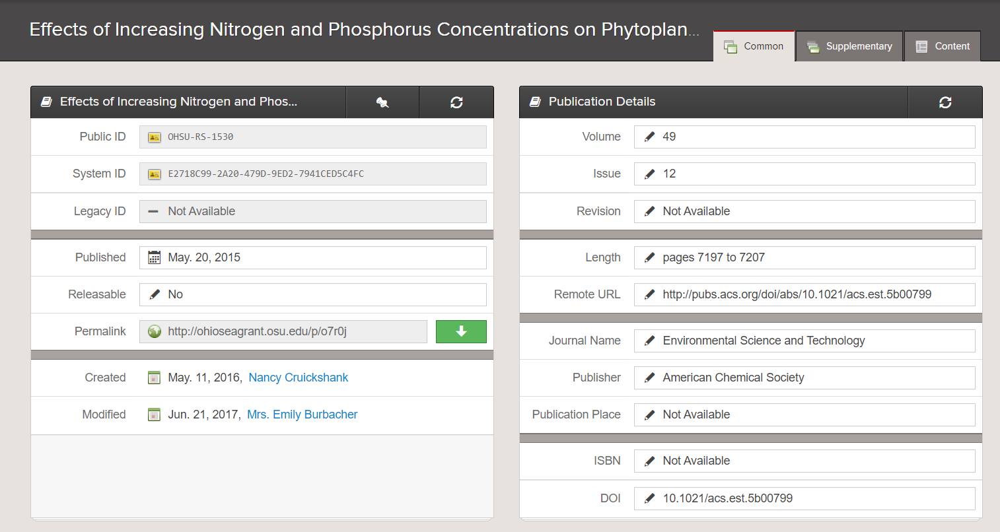 Effects of Increasing Nitrogen and Phosphorus Concentrations on Phytoplan...
Common
Supplementary
Content
Effects of Increasing Nitrogen and Phos...
Public ID OHSU-RS-1530
System ID E2718C99-2A20-479D-9ED2-7941CED5C4FC
Legacy ID Not Available
Published May. 20, 2015
Releasable No
Permalink http://ohioseagrant.osu.edu/p/o7r0j
Created May. 11, 2016, Nancy Cruickshank
Modified Jun. 21, 2017, Mrs. Emily Burbacher
Publication Details
Volume 49
Issue 12
Revision Not Available
Length pages 7197 to 7207
Remote URL http://pubs.acs.org/doi/abs/10.1021/acs.est.5b00799
Journal Name Environmental Science and Technology
Publisher American Chemical Society
Publication Place Not Available
ISBN Not Available
DOI 10.1021/acs.est.5b00799